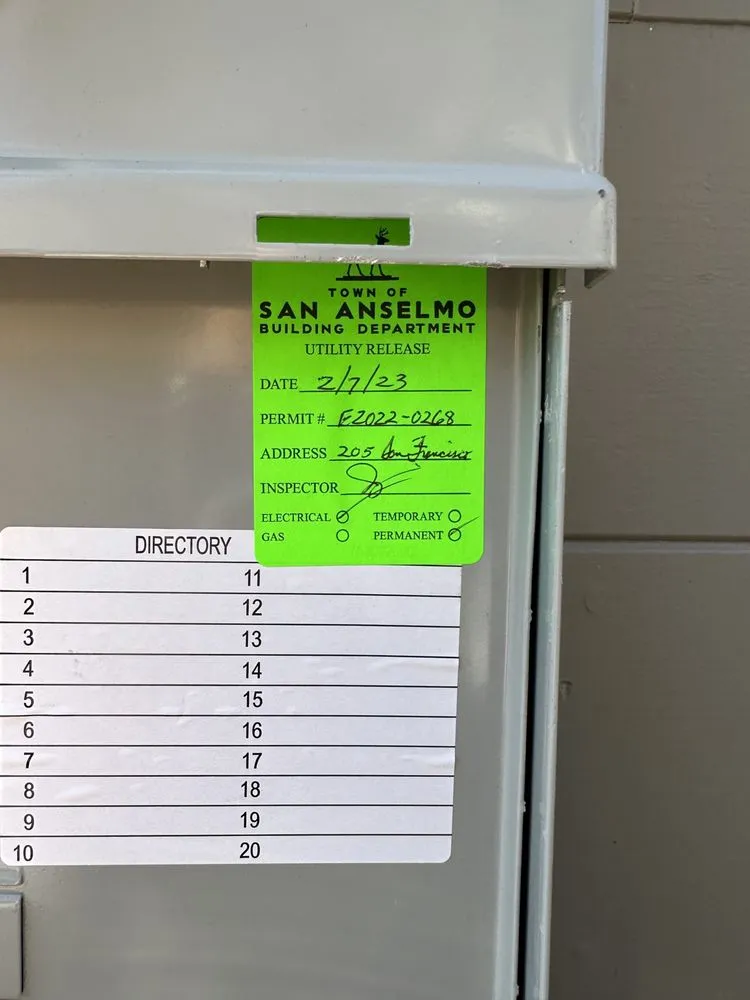 TOWN OF
SAN ANSELMO
BUILDING DEPARTMENT
UTILITY RELEASE
DATE 2/7/23
PERMIT # E2022-0268
ADDRESS 205 San Francisco
INSPECTOR
ELECTRICAL TEMPORARY
GAS PERMANENT
DIRECTORY
1 11
2 12
3 13
4 14
5 15
6 16
7 17
8 18
9 19
10 20